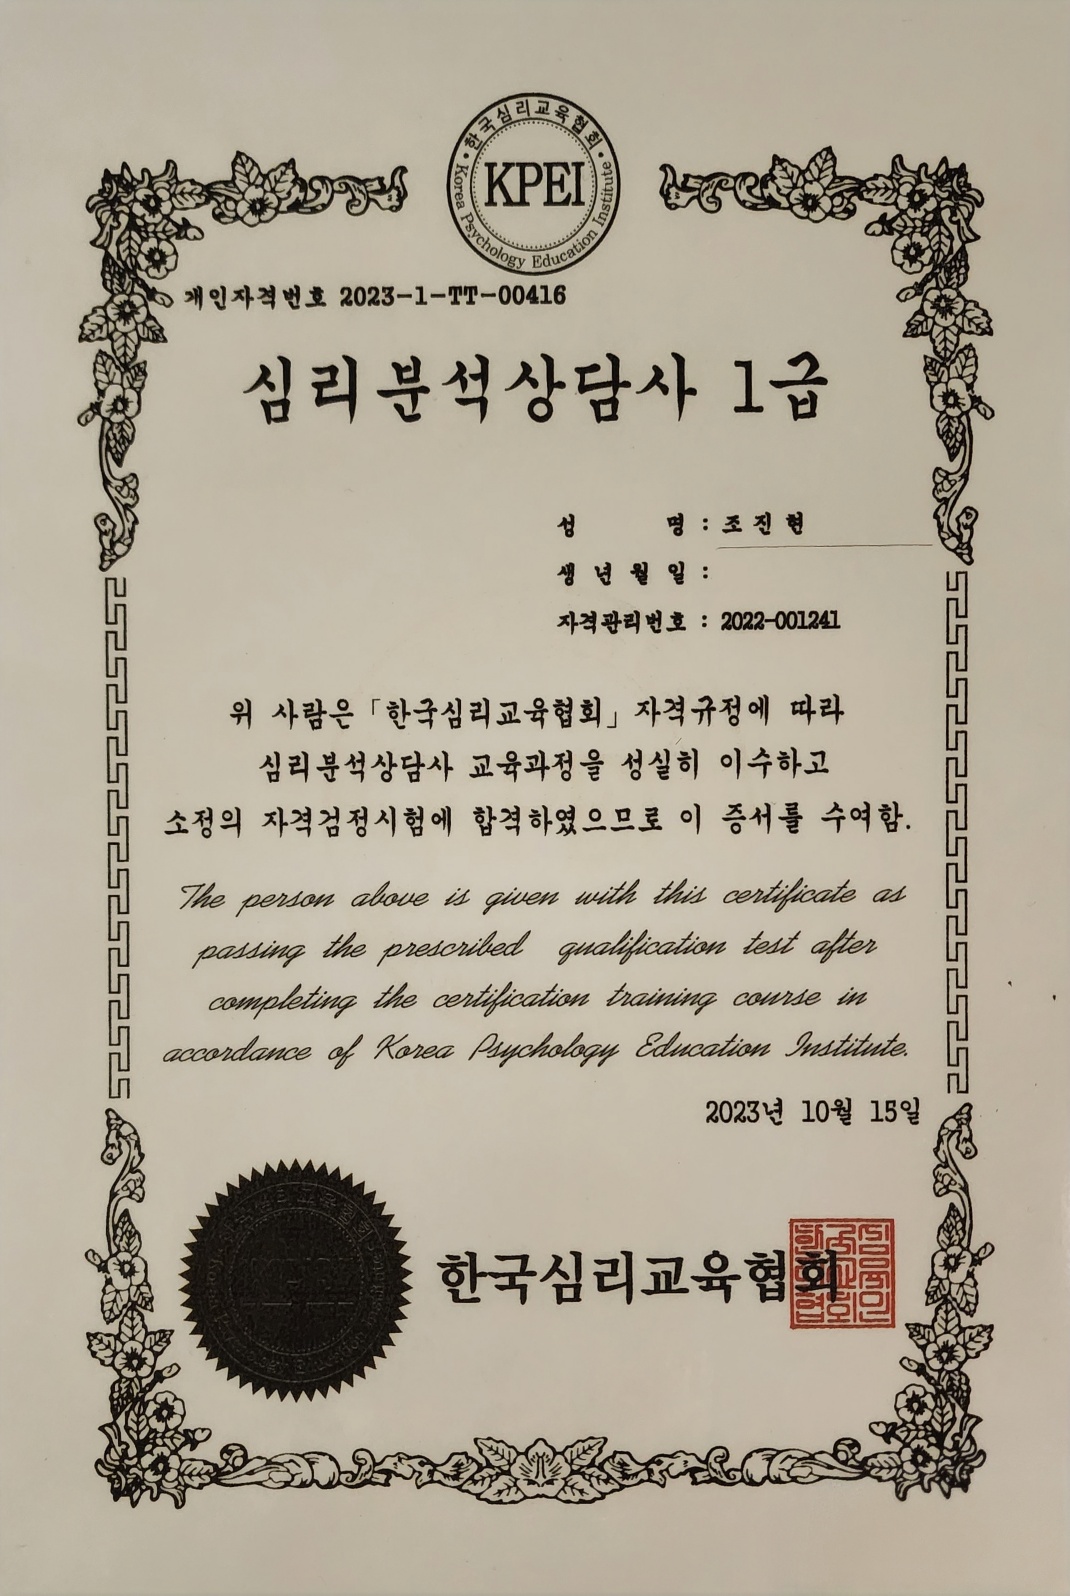 한국심리교육협회
KPEI
Korea Psychology Education Institute
개인자격번호 2023-1-TT-00416
심리분석상담사 1급
성 명 : 조진현
생년월일 :
자격관리번호 : 2022-001241
위 사람은 「한국심리교육협회」 자격규정에 따라
심리분석상담사 교육과정을 성실히 이수하고
소정의 자격검정시험에 합격하였으므로 이 증서를 수여함.
The person above is given with this certificate as
passing the prescribed qualification test after
completing the certification training course in
accordance of Korea Psychology Education Institute.
2023년 10월 15일
한국심리교육협회